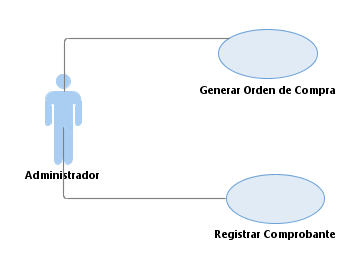 Generar Orden de Compra
Administrador
Registrar Comprobante